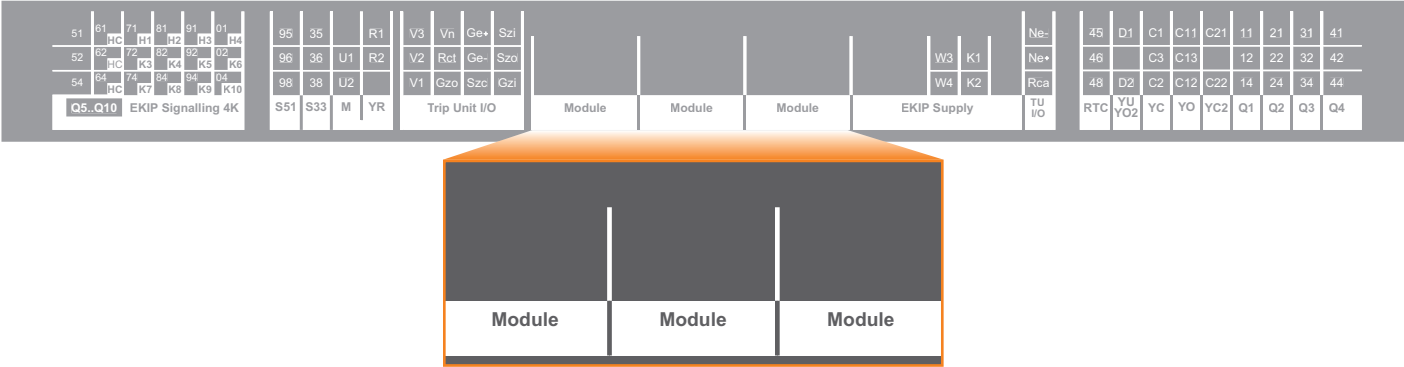 61 71 81 91 01
51 HC H1 H2 H3 H4 95 35 R1 V3 Vn Ge+ Szi Ne- 45 D1 C1 C11 C21 11 21 31 41
62 72 82 92 02
52 HC K3 K4 K5 K6 96 36 U1 R2 V2 Rct Ge- Szo W3 K1 Ne+ 46 C3 C13 12 22 32 42
64 74 84 94 04
54 HC K7 K8 K9 K10 98 38 U2 V1 Gzo Szc Gzi W4 K2 Rca 48 D2 C2 C12 C22 14 24 34 44
Q5..Q10 EKIP Signalling 4K S51 S33 M YR Trip Unit I/O Module Module Module EKIP Supply TU I/O RTC YU YO2 YC YO YC2 Q1 Q2 Q3 Q4
Module Module Module